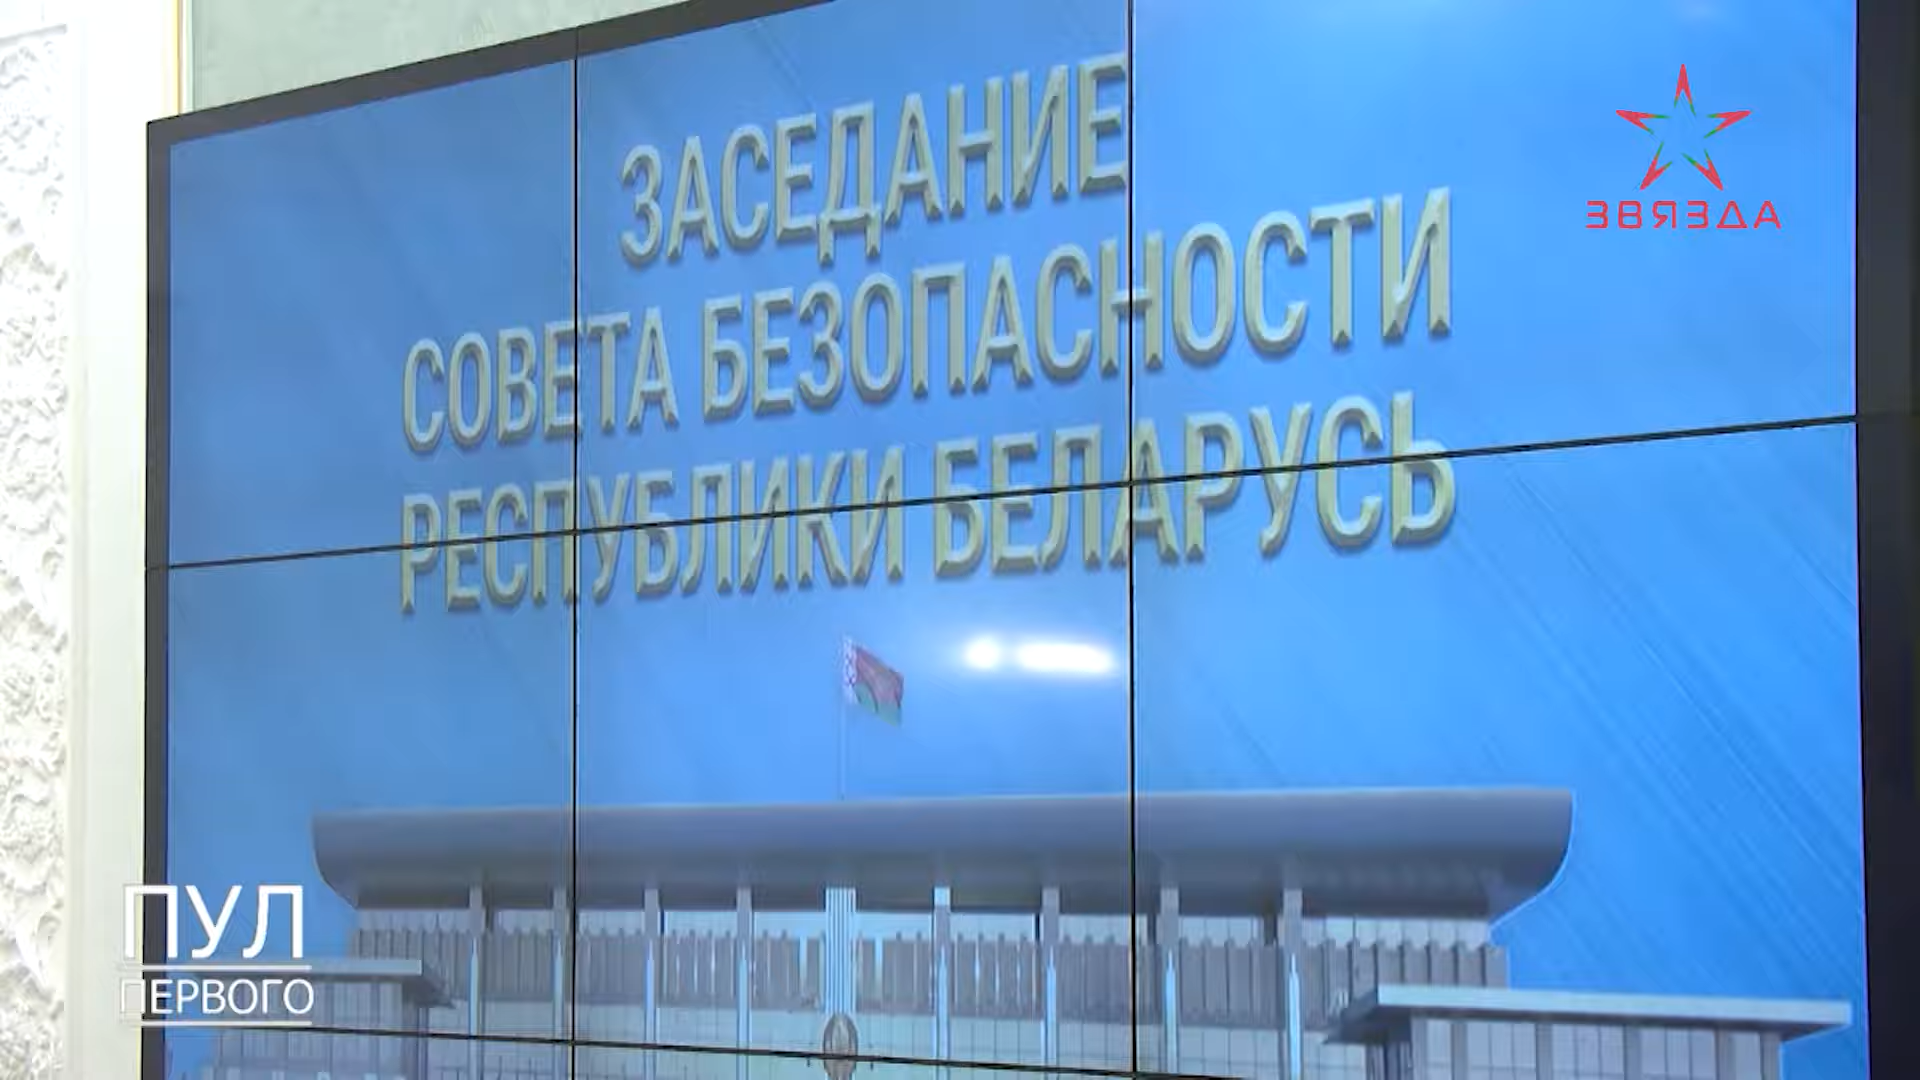 ЗАСЕДАНИЕ
СОВЕТА БЕЗОПАСНОСТИ
РЕСПУБЛИКИ БЕЛАРУСЬ
ЗВЯЗДА
ПУЛ
ПЕРВОГО